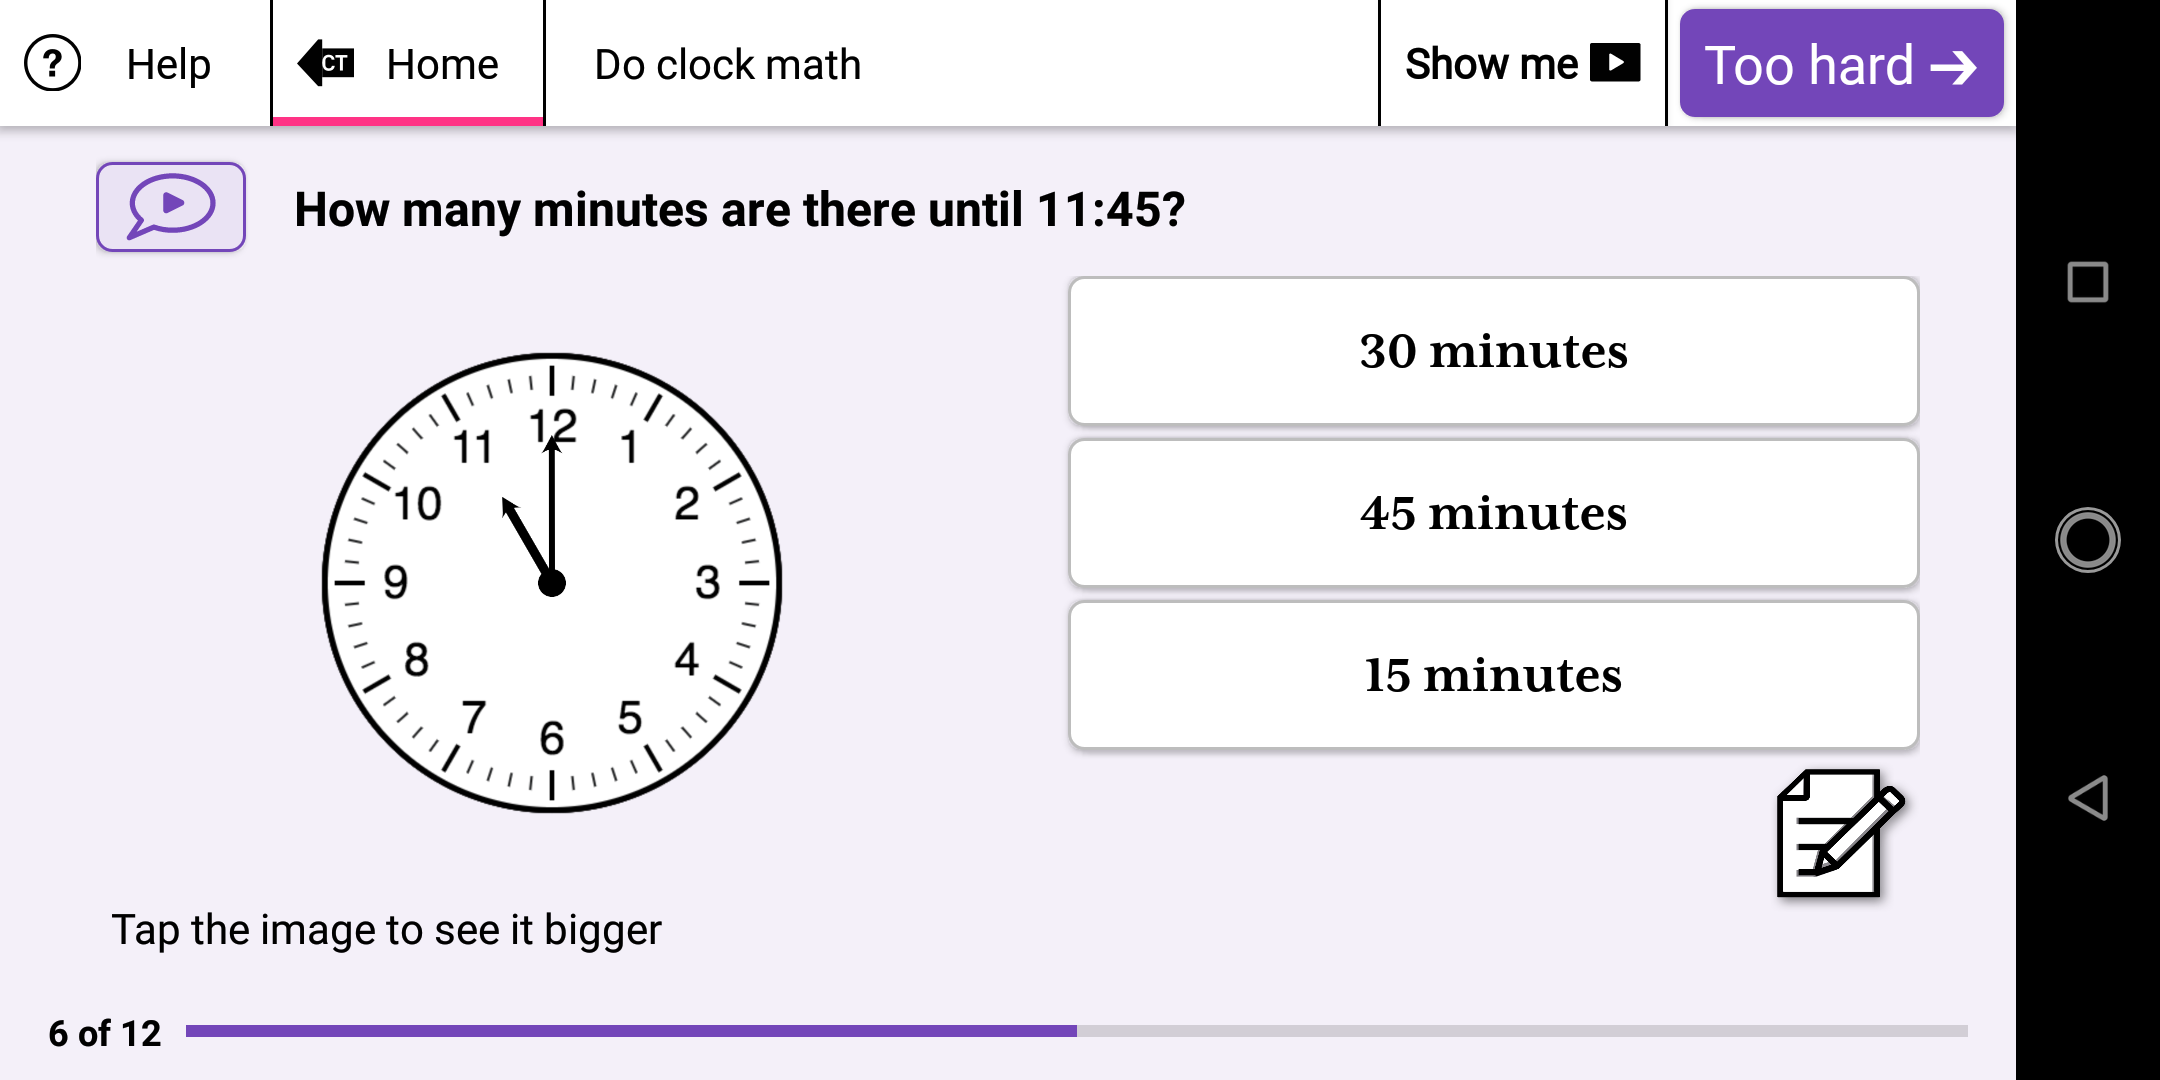 ? Help
CT Home
Do clock math
Show me
Too hard
How many minutes are there until 11:45?
12
11 1
10 2
9 3
8 4
7 5
6
30 minutes
45 minutes
15 minutes
Tap the image to see it bigger
6 of 12